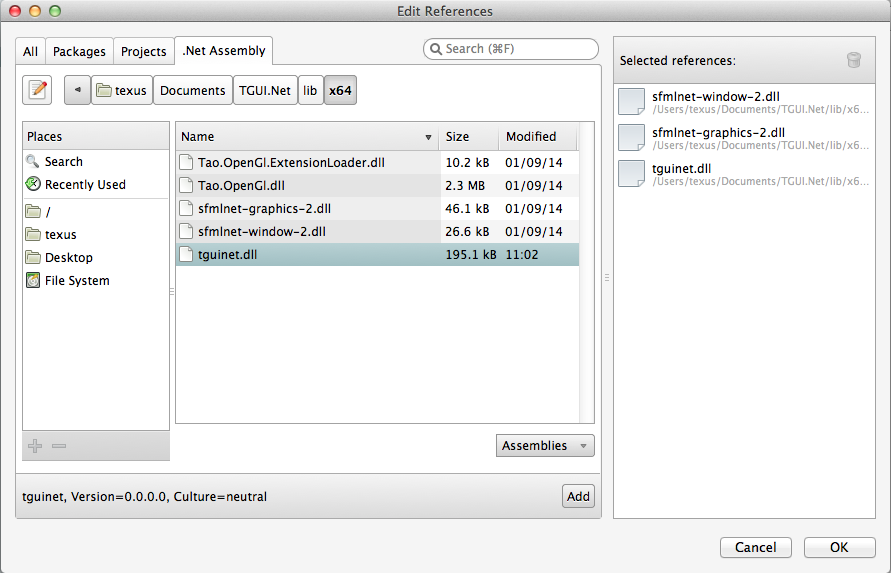 Edit References
All Packages Projects .Net Assembly
Search (⌘F)
texus Documents TGUI.Net lib x64
Places
Search
Recently Used
/
texus
Desktop
File System
Name Size Modified
Tao.OpenGl.ExtensionLoader.dll 10.2 kB 01/09/14
Tao.OpenGl.dll 2.3 MB 01/09/14
sfmlnet-graphics-2.dll 46.1 kB 01/09/14
sfmlnet-window-2.dll 26.6 kB 01/09/14
tguinet.dll 195.1 kB 11:02
Assemblies
tguinet, Version=0.0.0.0, Culture=neutral
Add
Selected references:
sfmlnet-window-2.dll
/Users/texus/Documents/TGUI.Net/lib/x6...
sfmlnet-graphics-2.dll
/Users/texus/Documents/TGUI.Net/lib/x6...
tguinet.dll
/Users/texus/Documents/TGUI.Net/lib/x6...
Cancel OK